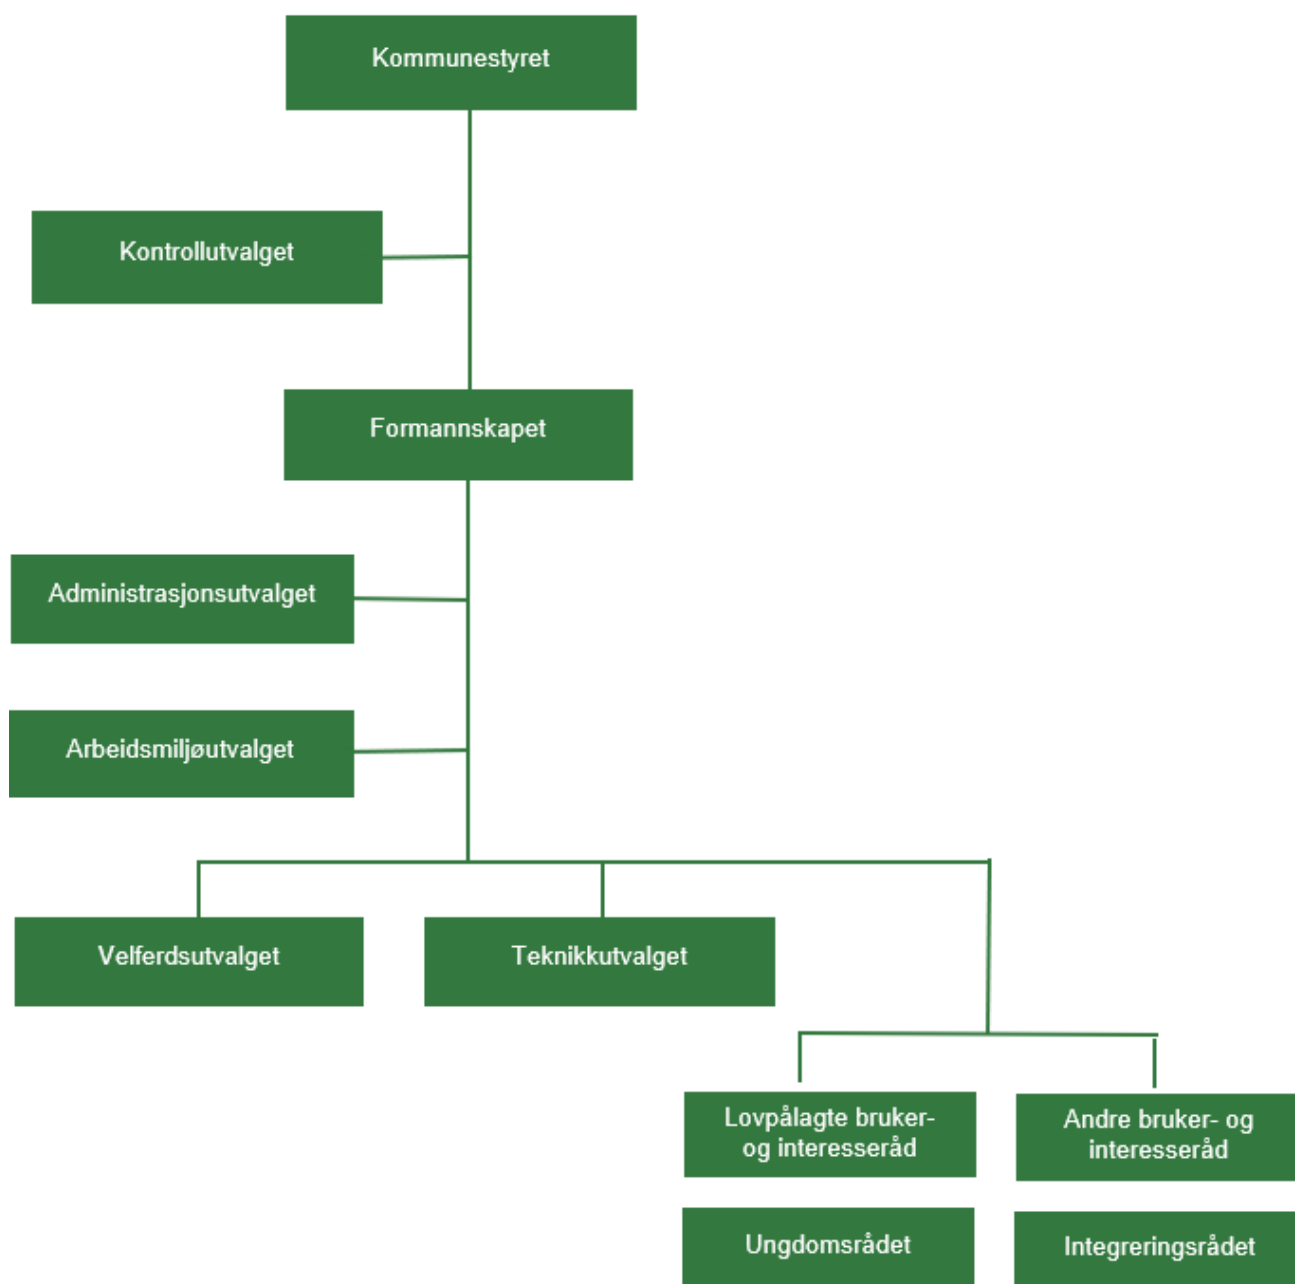 Kommunestyret
Kontrollutvalget
Formannskapet
Administrasjonsutvalget
Arbeidsmiljøutvalget
Velferdsutvalget
Teknikkutvalget
Lovpålagte bruker-
og interesseråd
Andre bruker- og
interesseråd
Ungdomsrådet
Integreringsrådet